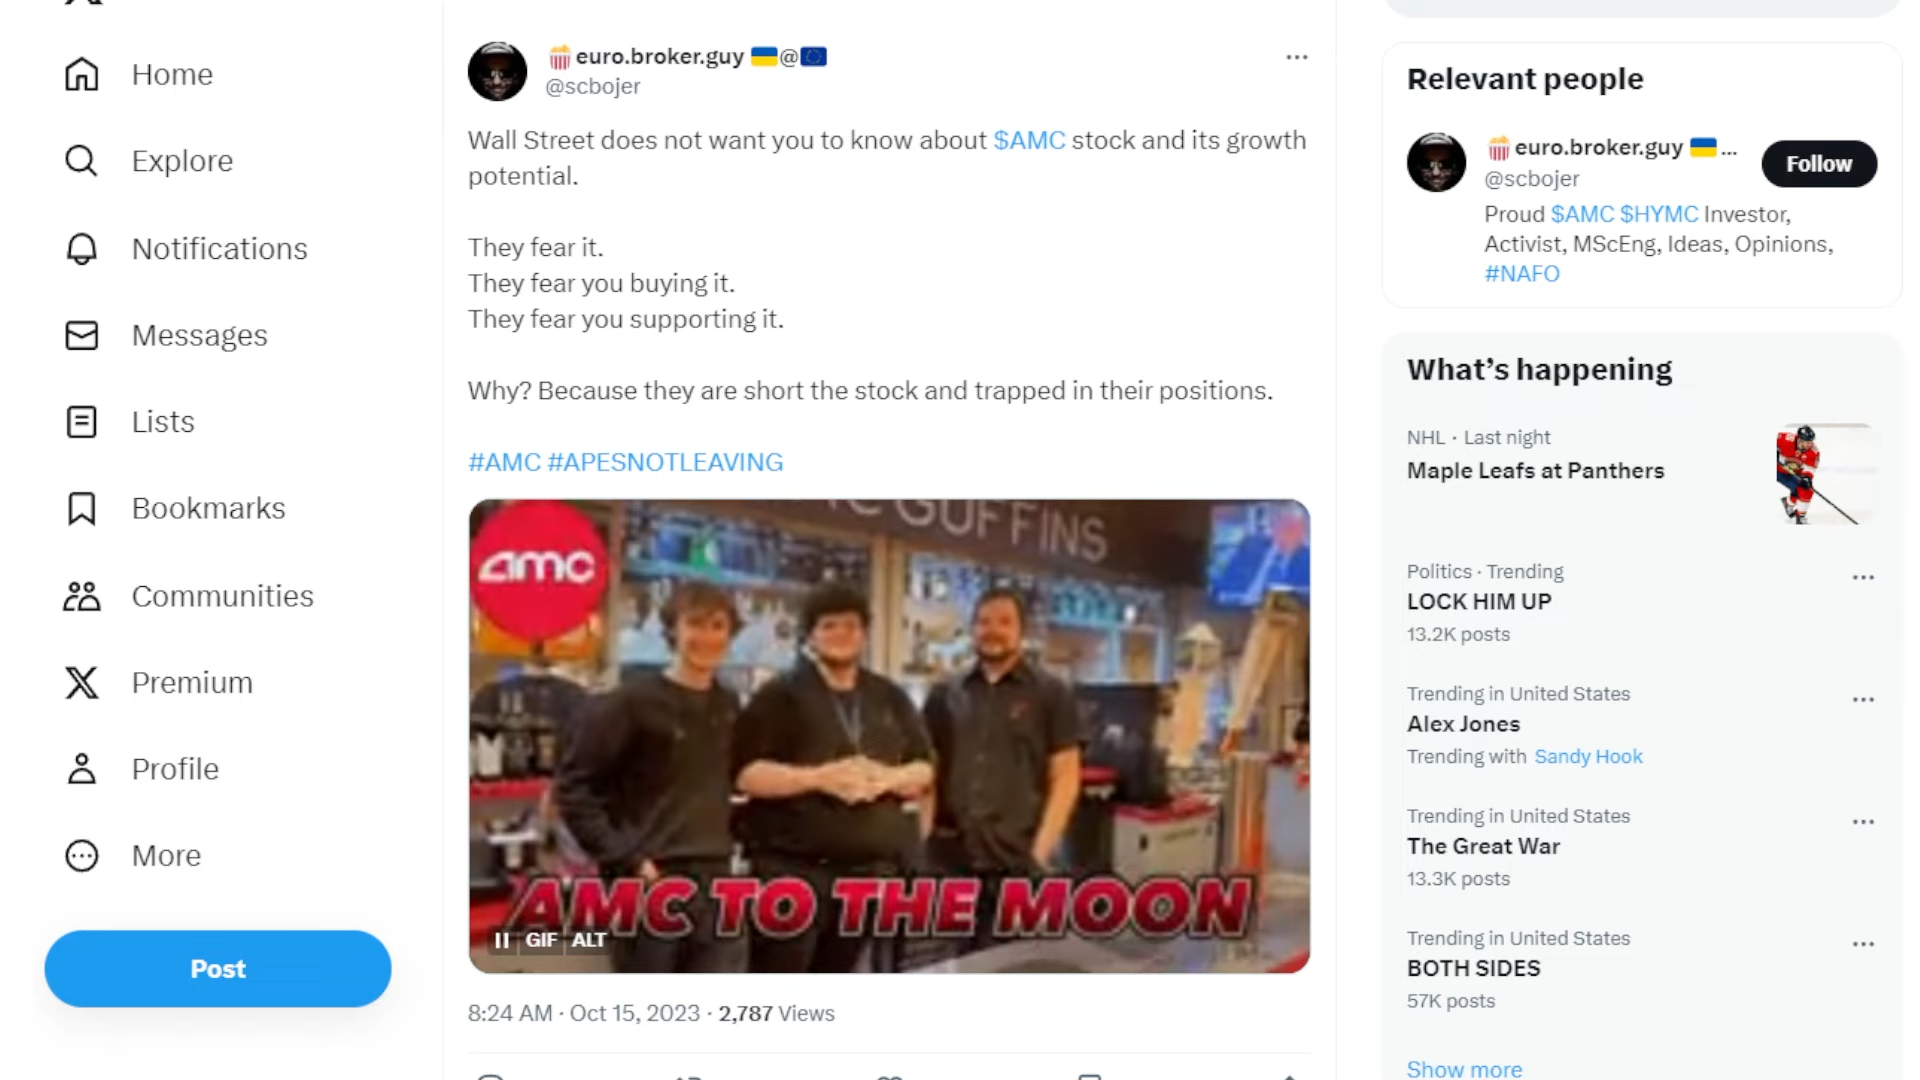 Home
Explore
Notifications
Messages
Lists
Bookmarks
Communities
Premium
Profile
More
Post
euro.broker.guy @
@scbojer
Wall Street does not want you to know about $AMC stock and its growth
potential.
They fear it.
They fear you buying it.
They fear you supporting it.
Why? Because they are short the stock and trapped in their positions.
#AMC #APESNOTLEAVING
amc
GUFFINS
AMC TO THE MOON
GIF ALT
8:24 AM · Oct 15, 2023 · 2,787 Views
Relevant people
euro.broker.guy ...
@scbojer
Follow
Proud $AMC $HYMC Investor,
Activist, MScEng, Ideas, Opinions,
#NAFO
What’s happening
NHL · Last night
Maple Leafs at Panthers
Politics · Trending
LOCK HIM UP
13.2K posts
Trending in United States
Alex Jones
Trending with Sandy Hook
Trending in United States
The Great War
13.3K posts
Trending in United States
BOTH SIDES
57K posts
Show more